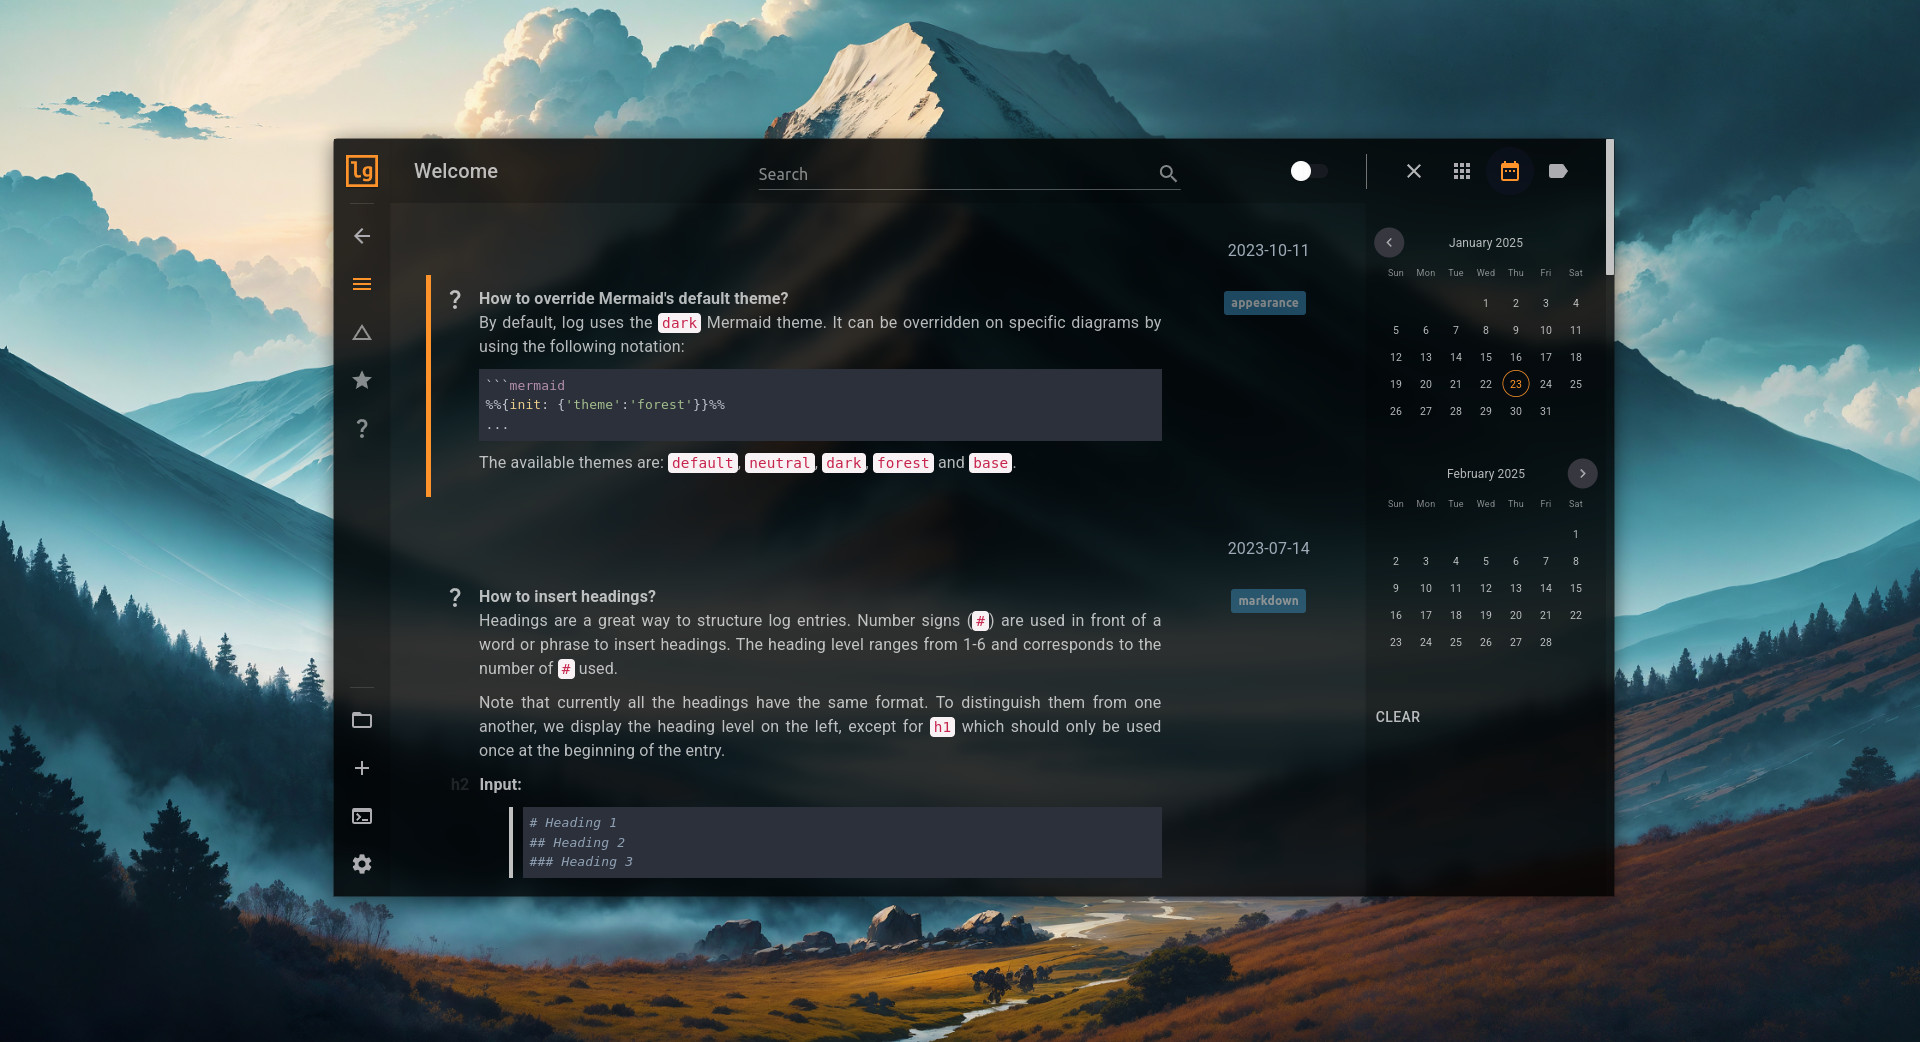 lg
Welcome
Search
2023-10-11
? How to override Mermaid's default theme?
appearance
By default, log uses the dark Mermaid theme. It can be overridden on specific diagrams by
using the following notation:
```mermaid
%%{init: {'theme':'forest'}}%%
...
The available themes are: default, neutral, dark, forest and base.
2023-07-14
? How to insert headings?
markdown
Headings are a great way to structure log entries. Number signs (#) are used in front of a
word or phrase to insert headings. The heading level ranges from 1-6 and corresponds to the
number of # used.
Note that currently all the headings have the same format. To distinguish them from one
another, we display the heading level on the left, except for h1 which should only be used
once at the beginning of the entry.
h2 Input:
# Heading 1
## Heading 2
### Heading 3
?
January 2025
Sun Mon Tue Wed Thu Fri Sat
1 2 3 4
5 6 7 8 9 10 11
12 13 14 15 16 17 18
19 20 21 22 23 24 25
26 27 28 29 30 31
February 2025
Sun Mon Tue Wed Thu Fri Sat
1
2 3 4 5 6 7 8
9 10 11 12 13 14 15
16 17 18 19 20 21 22
23 24 25 26 27 28
CLEAR